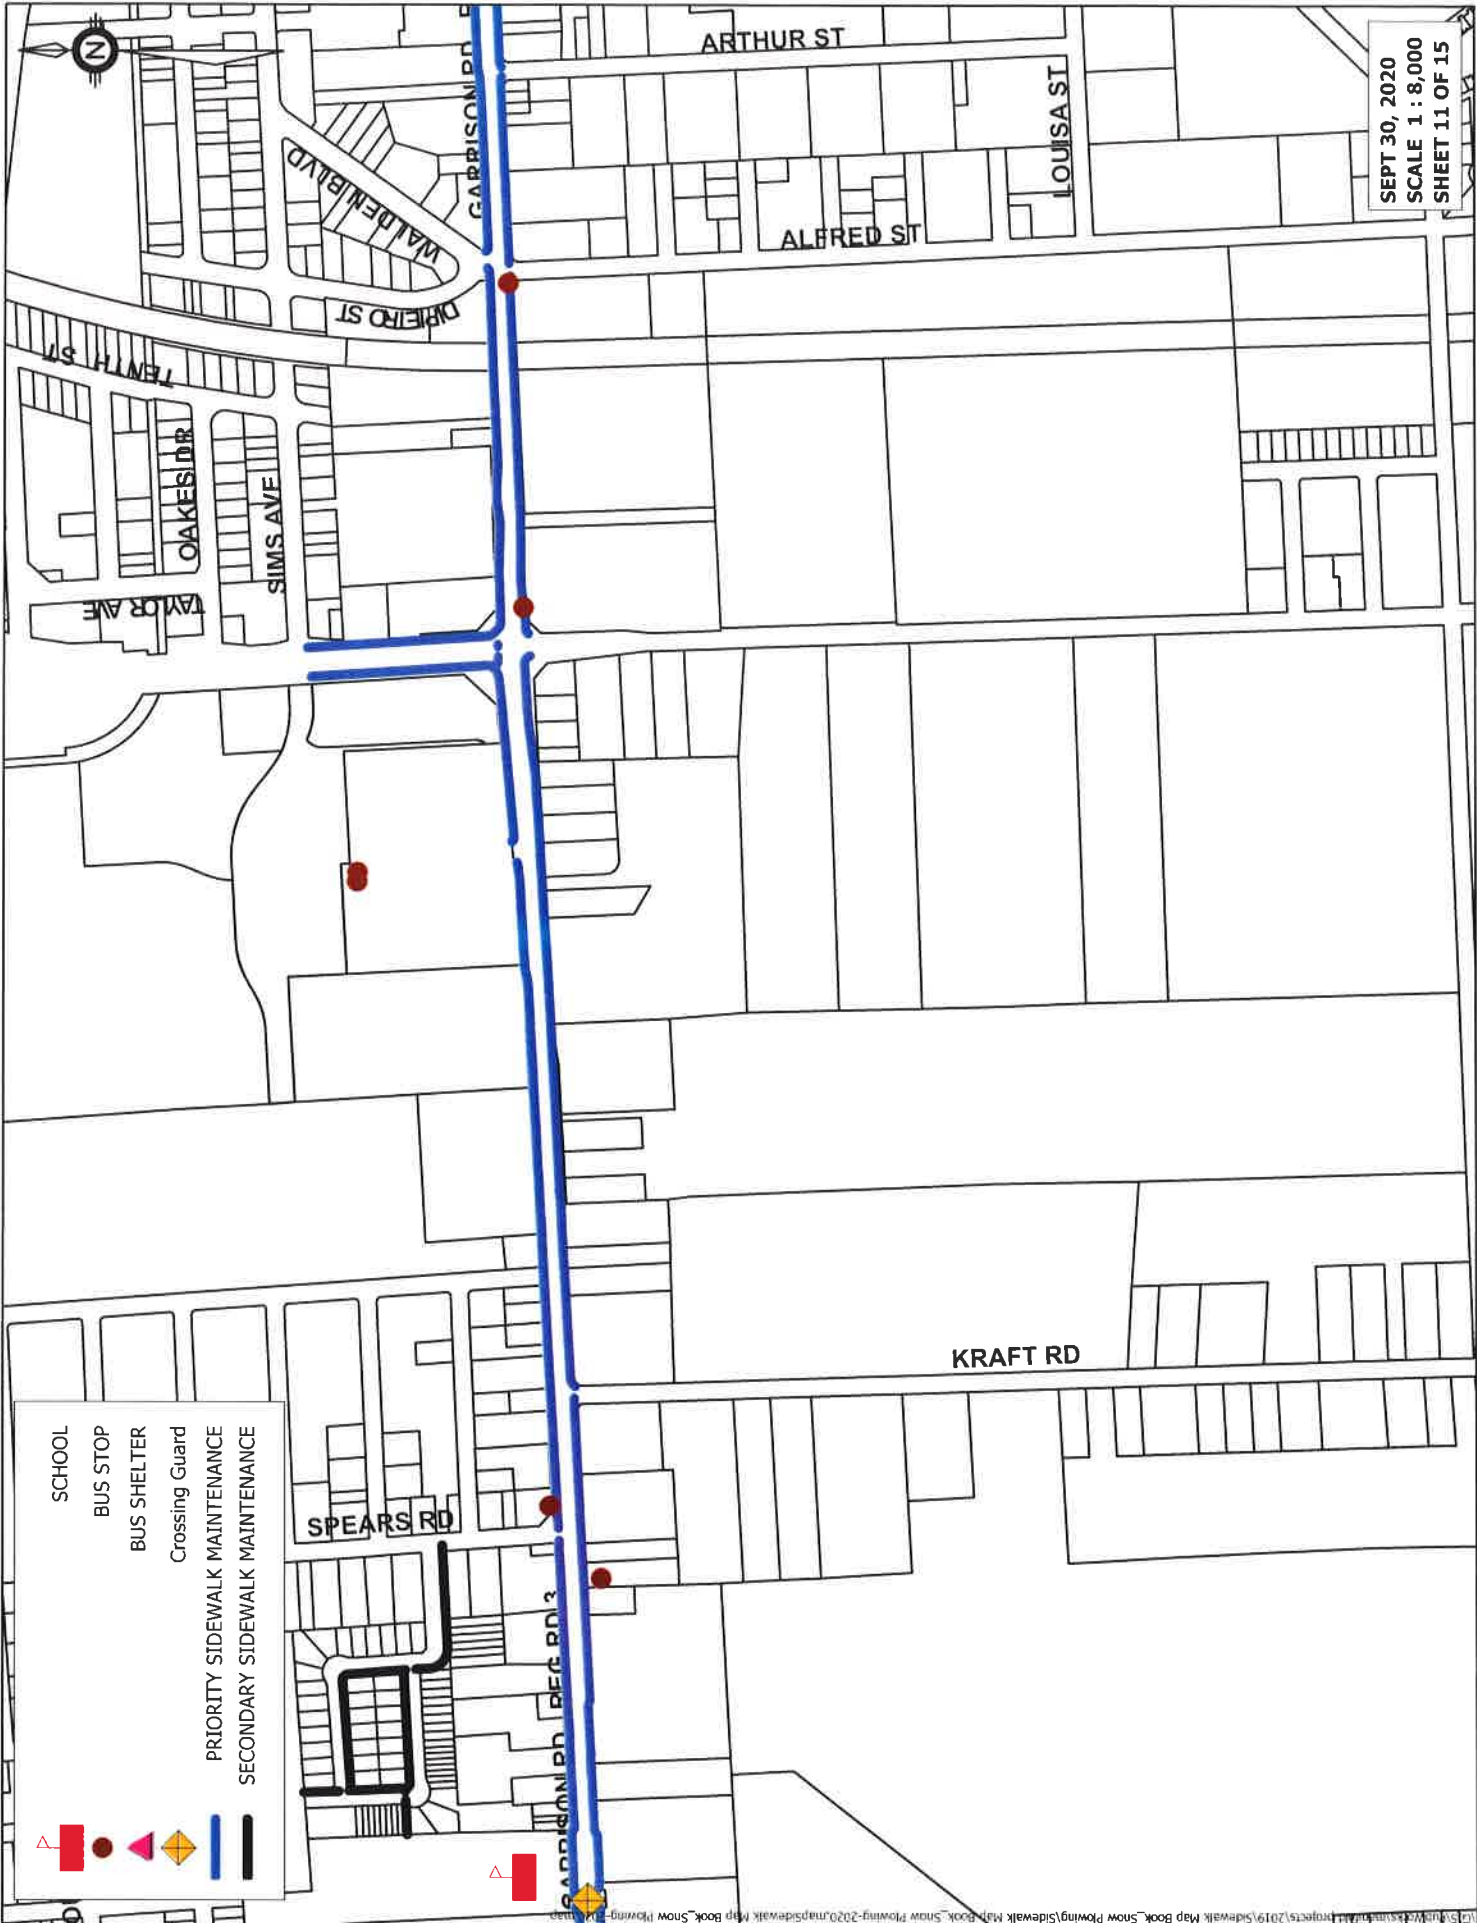 N
ARTHUR ST
GARRISON RD
LOUISA ST
WALDEN BLVD
ALFRED ST
DIPIETRO ST
TENTH ST
OAKES DR
SIMS AVE
TAYLOR AVE
KRAFT RD
SPEARS RD
GARRISON RD REG RD 3
SCHOOL
BUS STOP
BUS SHELTER
Crossing Guard
PRIORITY SIDEWALK MAINTENANCE
SECONDARY SIDEWALK MAINTENANCE
SEPT 30, 2020
SCALE 1 : 8,000
SHEET 11 OF 15